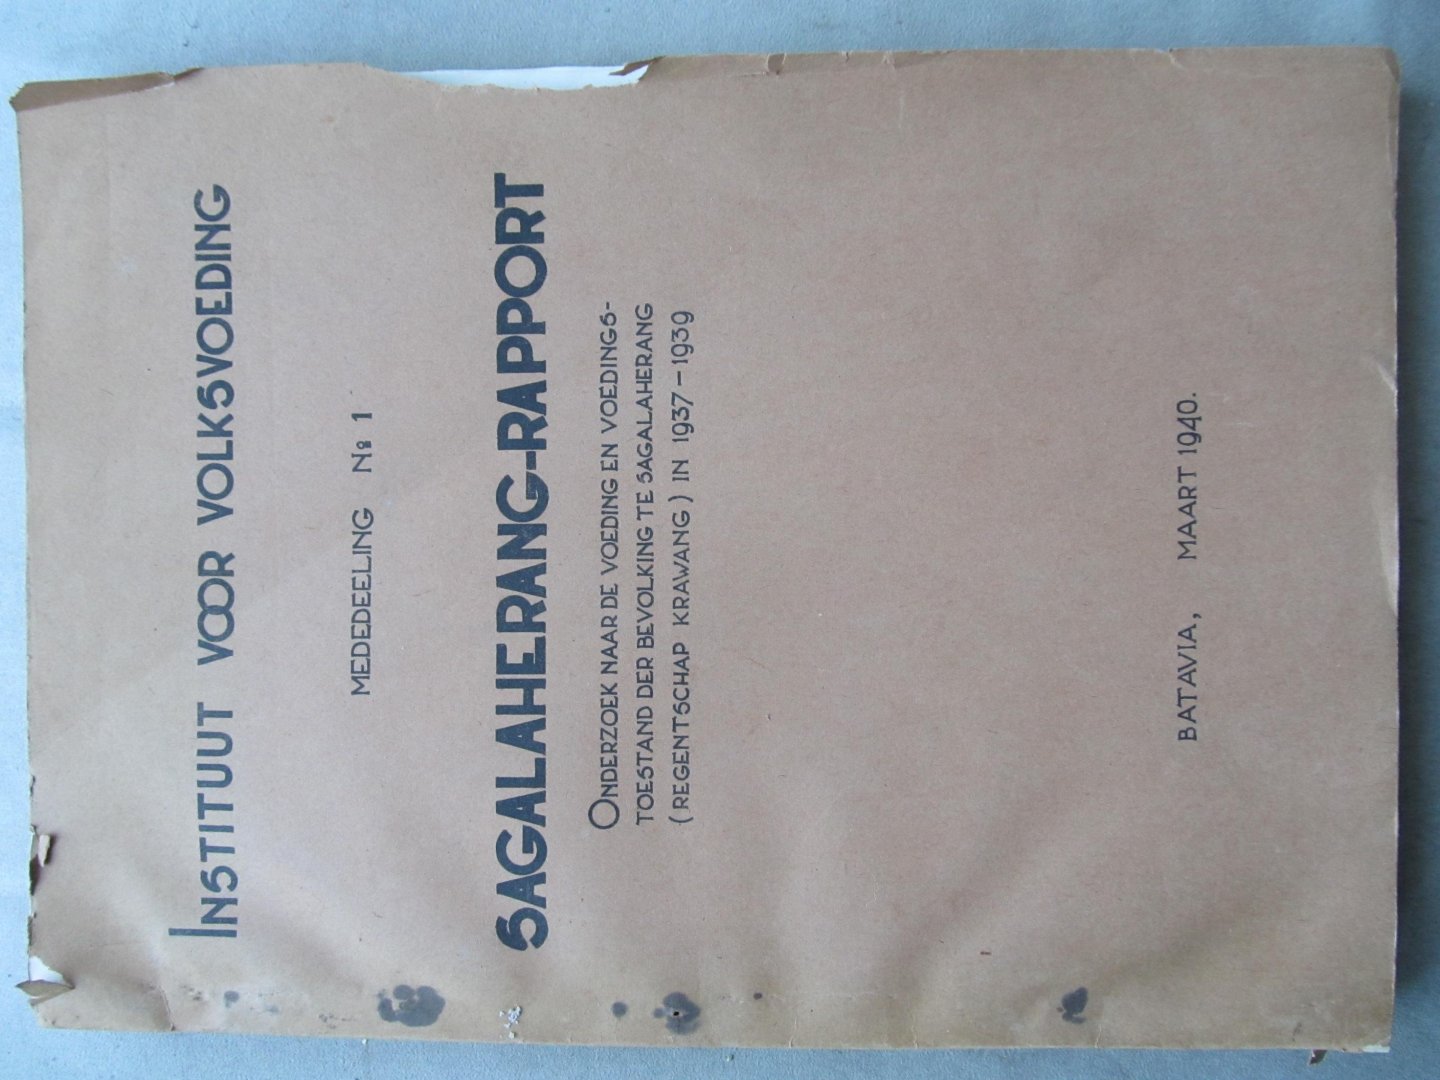 INSTITUUT VOOR VOLKSVOEDING
MEDEDEELING No 1
SAGALAHERANG-RAPPORT
ONDERZOEK NAAR DE VOEDING EN VOEDINGS-
TOESTAND DER BEVOLKING TE SAGALAHERANG
(REGENTSCHAP KRAWANG) IN 1937-1939
BATAVIA, MAART 1940.